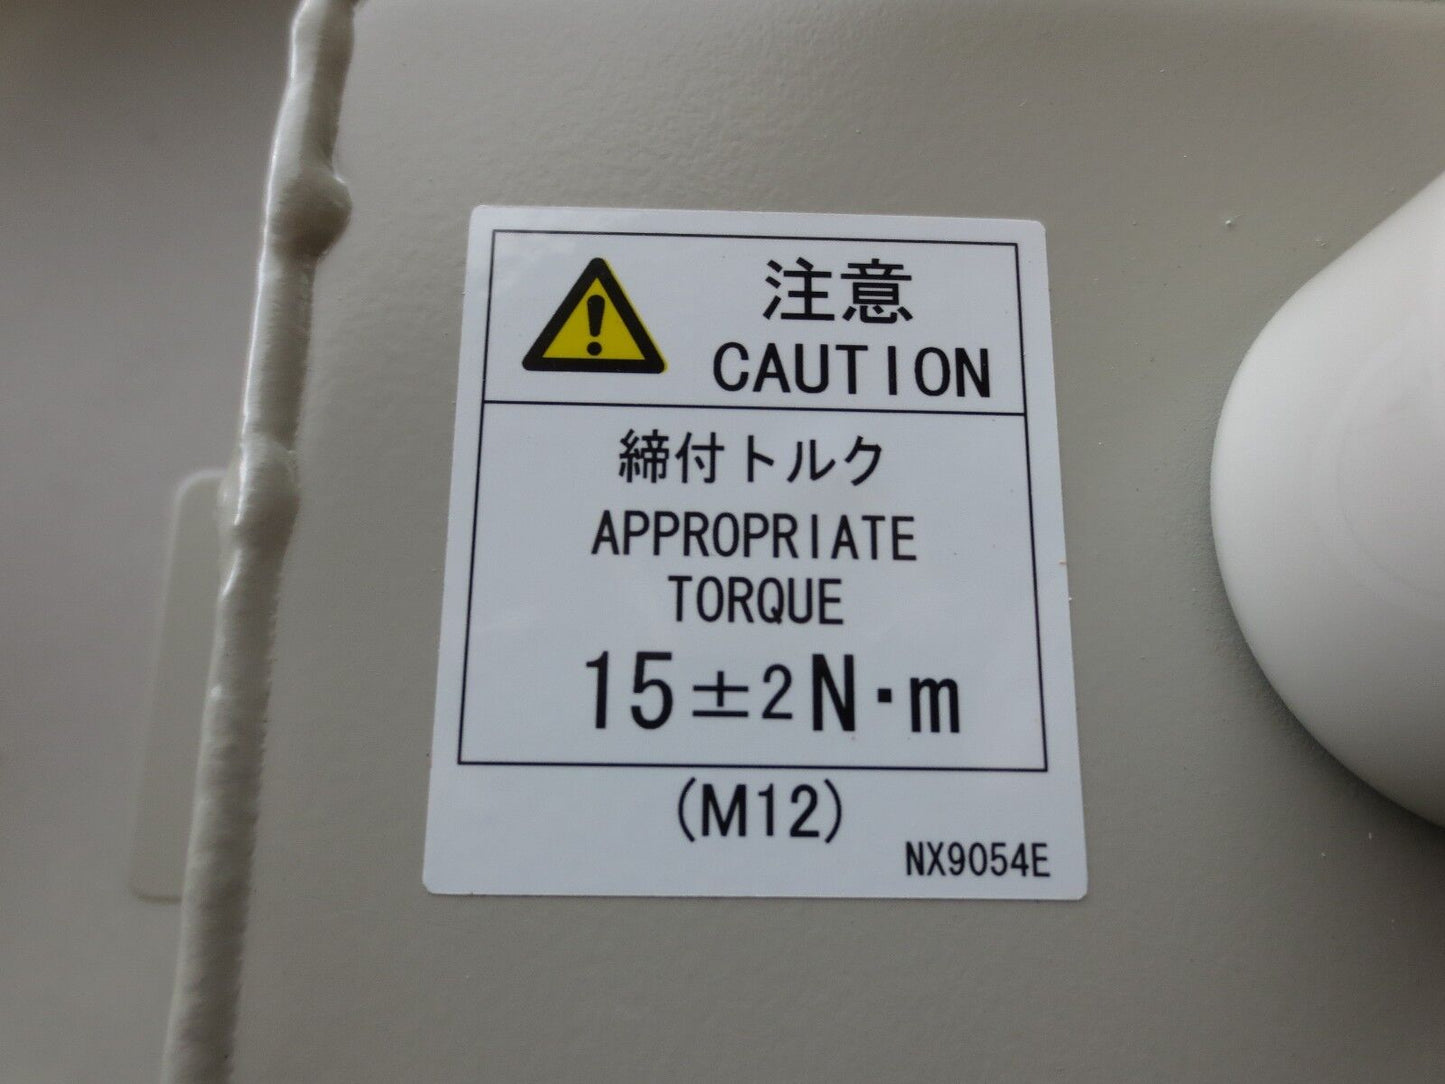 注意
CAUTION
締付トルク
APPROPRIATE
TORQUE
15±2N·m
(M12)
NX9054E